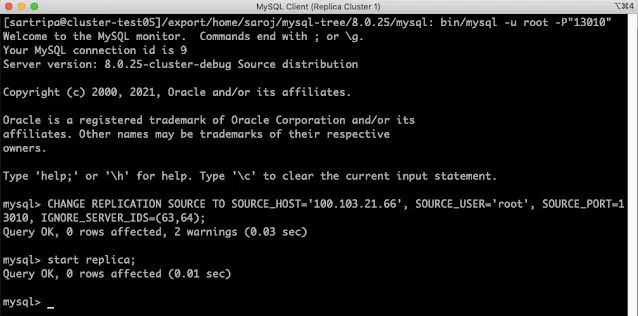 MySQL Client (Replica Cluster 1)
⌥⌘4
[sartripa@cluster-test05]/export/home/saroj/mysql-tree/8.0.25/mysql: bin/mysql -u root -P"13010"
Welcome to the MySQL monitor.  Commands end with ; or \g.
Your MySQL connection id is 9
Server version: 8.0.25-cluster-debug Source distribution
Copyright (c) 2000, 2021, Oracle and/or its affiliates.
Oracle is a registered trademark of Oracle Corporation and/or its
affiliates. Other names may be trademarks of their respective
owners.
Type 'help;' or '\h' for help. Type '\c' to clear the current input statement.
mysql> CHANGE REPLICATION SOURCE TO SOURCE_HOST='100.103.21.66', SOURCE_USER='root', SOURCE_PORT=1
3010, IGNORE_SERVER_IDS=(63,64);
Query OK, 0 rows affected, 2 warnings (0.03 sec)
mysql> start replica;
Query OK, 0 rows affected (0.01 sec)
mysql> _